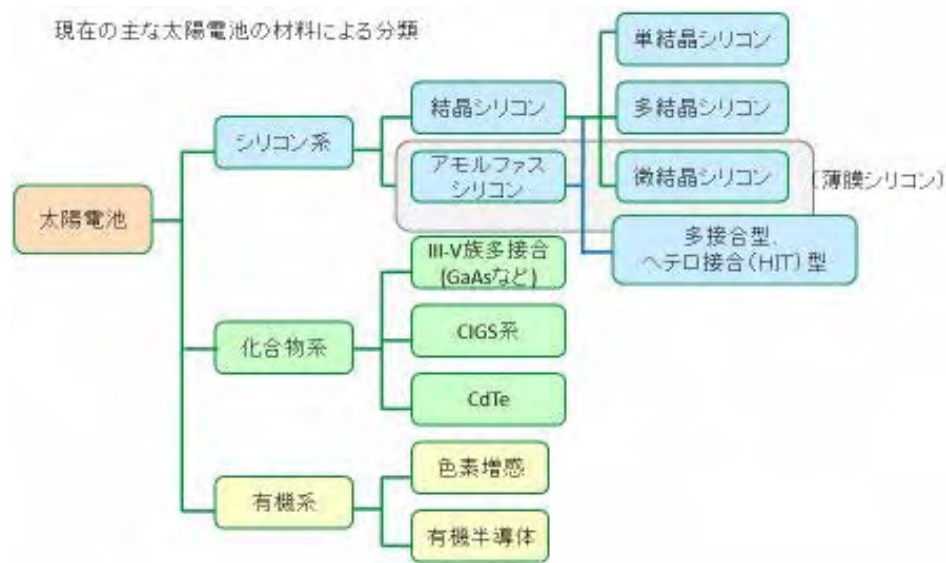 現在の主な太陽電池の材料による分類
太陽電池
シリコン系
結晶シリコン
アモルファス
シリコン
単結晶シリコン
多結晶シリコン
微結晶シリコン
(薄膜シリコン)
多接合型、
ヘテロ接合(HIT)型
化合物系
III-V族多接合
(GaAsなど)
CIGS系
CdTe
有機系
色素増感
有機半導体